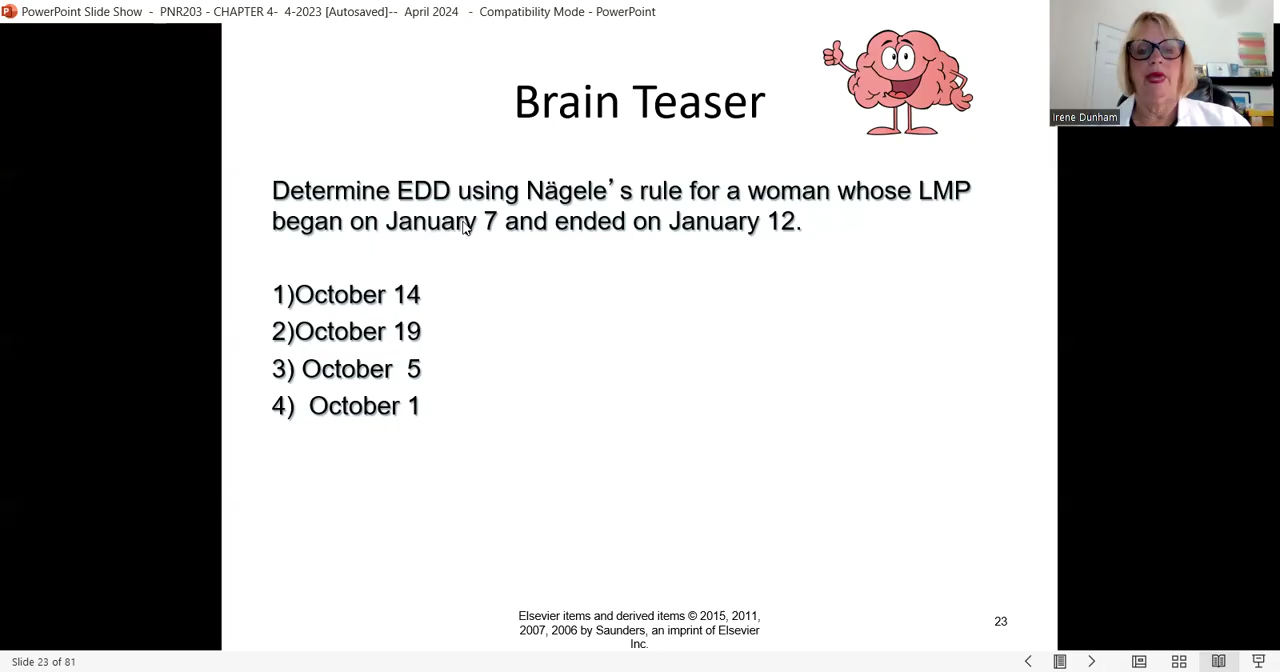 PowerPoint Slide Show - PNR203 - CHAPTER 4- 4-2023 [Autosaved]-- April 2024 - Compatibility Mode - PowerPoint
Irene Dunham
Brain Teaser
Determine EDD using Nägele’s rule for a woman whose LMP
began on January 7 and ended on January 12.
1)October 14
2)October 19
3) October 5
4) October 1
Elsevier items and derived items © 2015, 2011,
2007, 2006 by Saunders, an imprint of Elsevier
Inc.
23
Slide 23 of 81